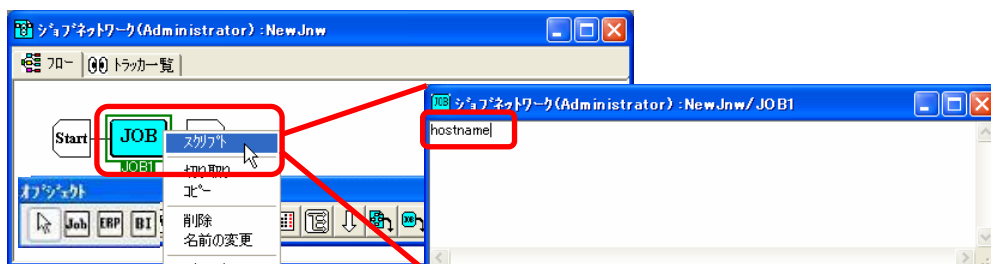 ジョブネットワーク(Administrator):NewJnw
フロー
トラッカ一覧
Start
JOB
JOB1
スクリプト
切り取り
コピー
削除
名前の変更
オブジェクト
Job
ERP
BI
ジョブネットワーク(Administrator):NewJnw/JOB1
hostname